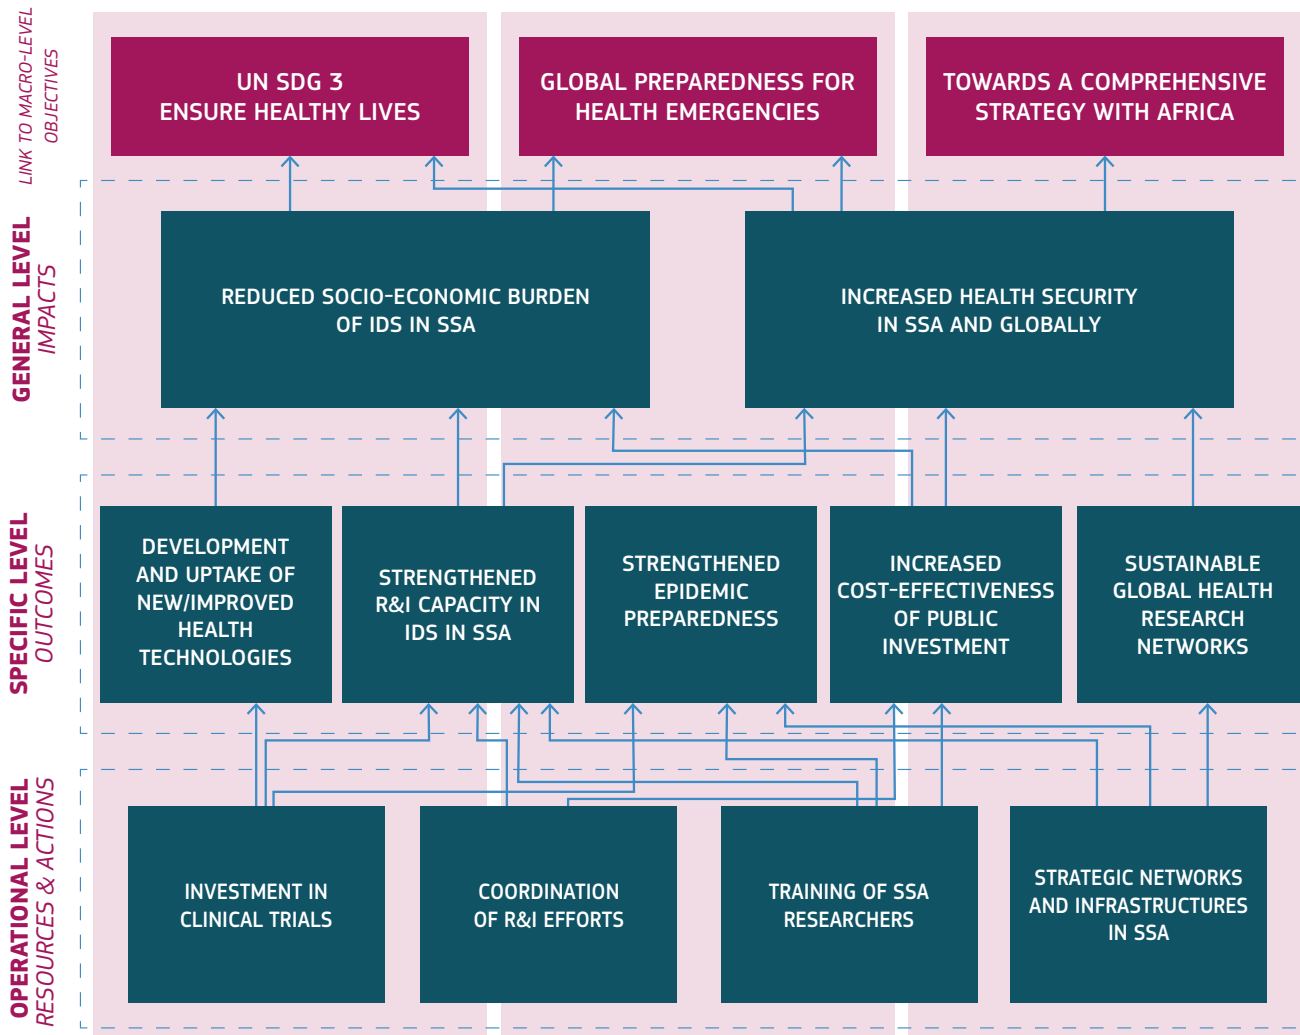 LINK TO MACRO-LEVEL
OBJECTIVES
UN SDG 3
ENSURE HEALTHY LIVES
GLOBAL PREPAREDNESS FOR
HEALTH EMERGENCIES
TOWARDS A COMPREHENSIVE
STRATEGY WITH AFRICA
GENERAL LEVEL
IMPACTS
REDUCED SOCIO-ECONOMIC BURDEN
OF IDS IN SSA
INCREASED HEALTH SECURITY
IN SSA AND GLOBALLY
SPECIFIC LEVEL
OUTCOMES
DEVELOPMENT
AND UPTAKE OF
NEW/IMPROVED
HEALTH
TECHNOLOGIES
STRENGTHENED
R&I CAPACITY IN
IDS IN SSA
STRENGTHENED
EPIDEMIC
PREPAREDNESS
INCREASED
COST-EFFECTIVENESS
OF PUBLIC
INVESTMENT
SUSTAINABLE
GLOBAL HEALTH
RESEARCH
NETWORKS
OPERATIONAL LEVEL
RESOURCES & ACTIONS
INVESTMENT IN
CLINICAL TRIALS
COORDINATION
OF R&I EFFORTS
TRAINING OF SSA
RESEARCHERS
STRATEGIC NETWORKS
AND INFRASTRUCTURES
IN SSA